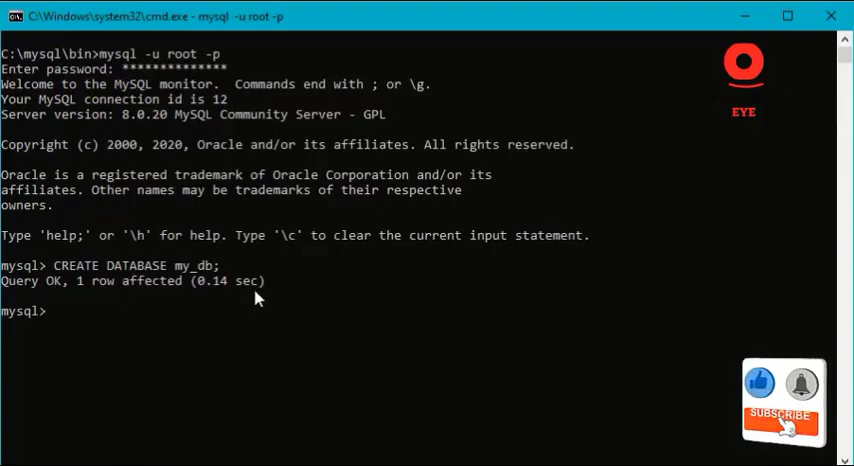 C:\Windows\system32\cmd.exe - mysql -u root -p
C:\mysql\bin>mysql -u root -p
Enter password: **************
Welcome to the MySQL monitor.  Commands end with ; or \g.
Your MySQL connection id is 12
Server version: 8.0.20 MySQL Community Server - GPL
EYE
Copyright (c) 2000, 2020, Oracle and/or its affiliates. All rights reserved.
Oracle is a registered trademark of Oracle Corporation and/or its
affiliates. Other names may be trademarks of their respective
owners.
Type 'help;' or '\h' for help. Type '\c' to clear the current input statement.
mysql> CREATE DATABASE my_db;
Query OK, 1 row affected (0.14 sec)
mysql>
SUBSCRIBE